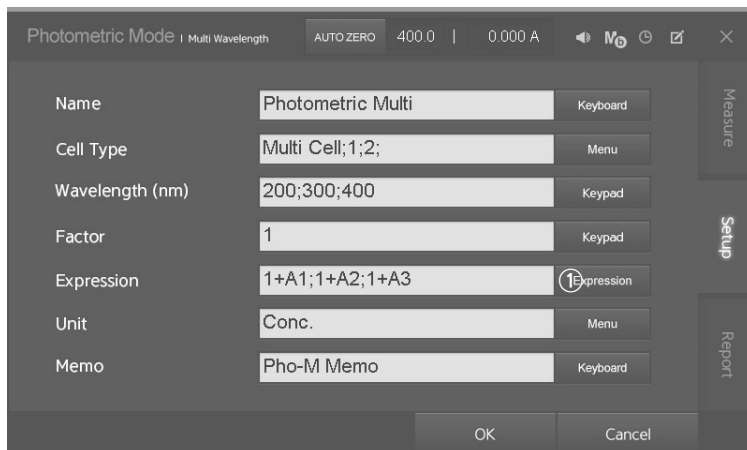 Photometric Mode | Multi Wavelength AUTO ZERO 400.0 | 0.000 A
Name Photometric Multi Keyboard
Cell Type Multi Cell;1;2; Menu
Wavelength (nm) 200;300;400 Keypad
Factor 1 Keypad
Expression 1+A1;1+A2;1+A3 ①Expression
Unit Conc. Menu
Memo Pho-M Memo Keyboard
OK Cancel
Measure
Setup
Report